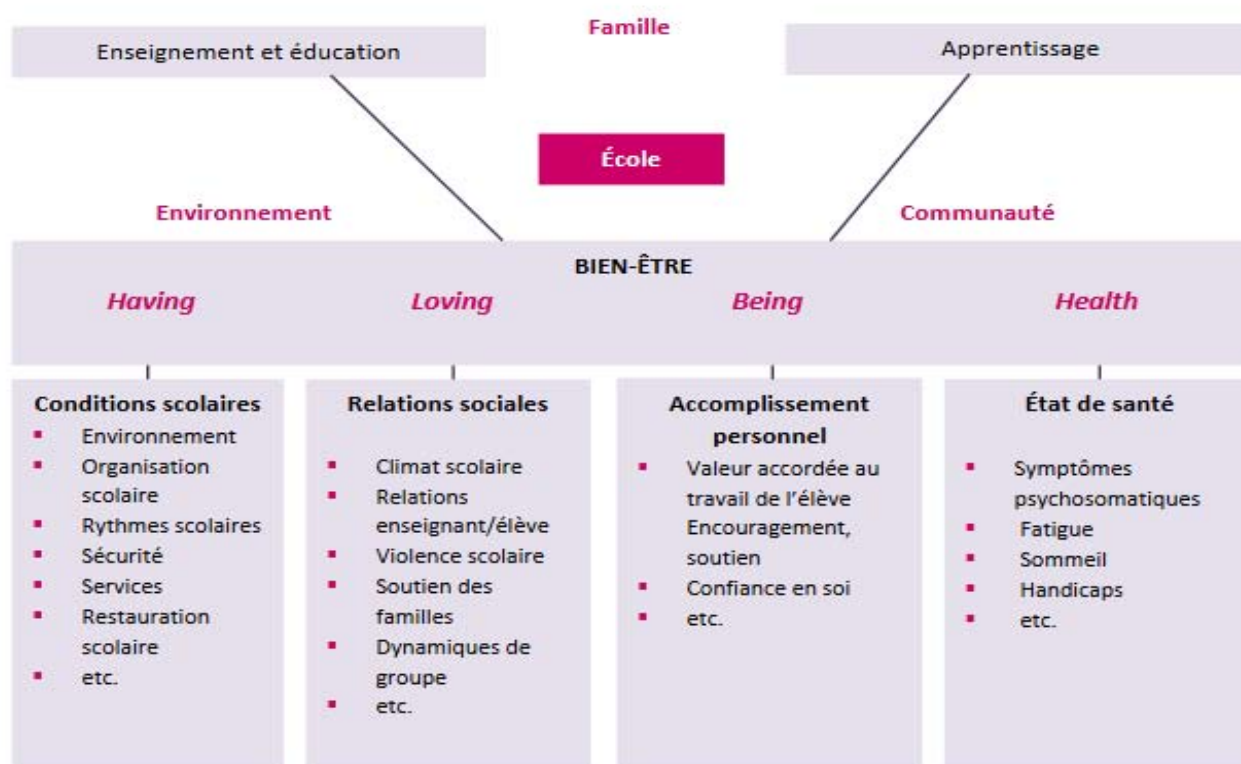 Famille
Enseignement et éducation
Apprentissage
École
Environnement
Communauté
BIEN-ÊTRE
Having
Loving
Being
Health
Conditions scolaires
▪ Environnement
▪ Organisation
scolaire
▪ Rythmes scolaires
▪ Sécurité
▪ Services
▪ Restauration
scolaire
▪ etc.
Relations sociales
▪ Climat scolaire
▪ Relations
enseignant/élève
▪ Violence scolaire
▪ Soutien des
familles
▪ Dynamiques de
groupe
▪ etc.
Accomplissement
personnel
▪ Valeur accordée au
travail de l’élève
Encouragement,
soutien
▪ Confiance en soi
▪ etc.
État de santé
▪ Symptômes
psychosomatiques
▪ Fatigue
▪ Sommeil
▪ Handicaps
▪ etc.